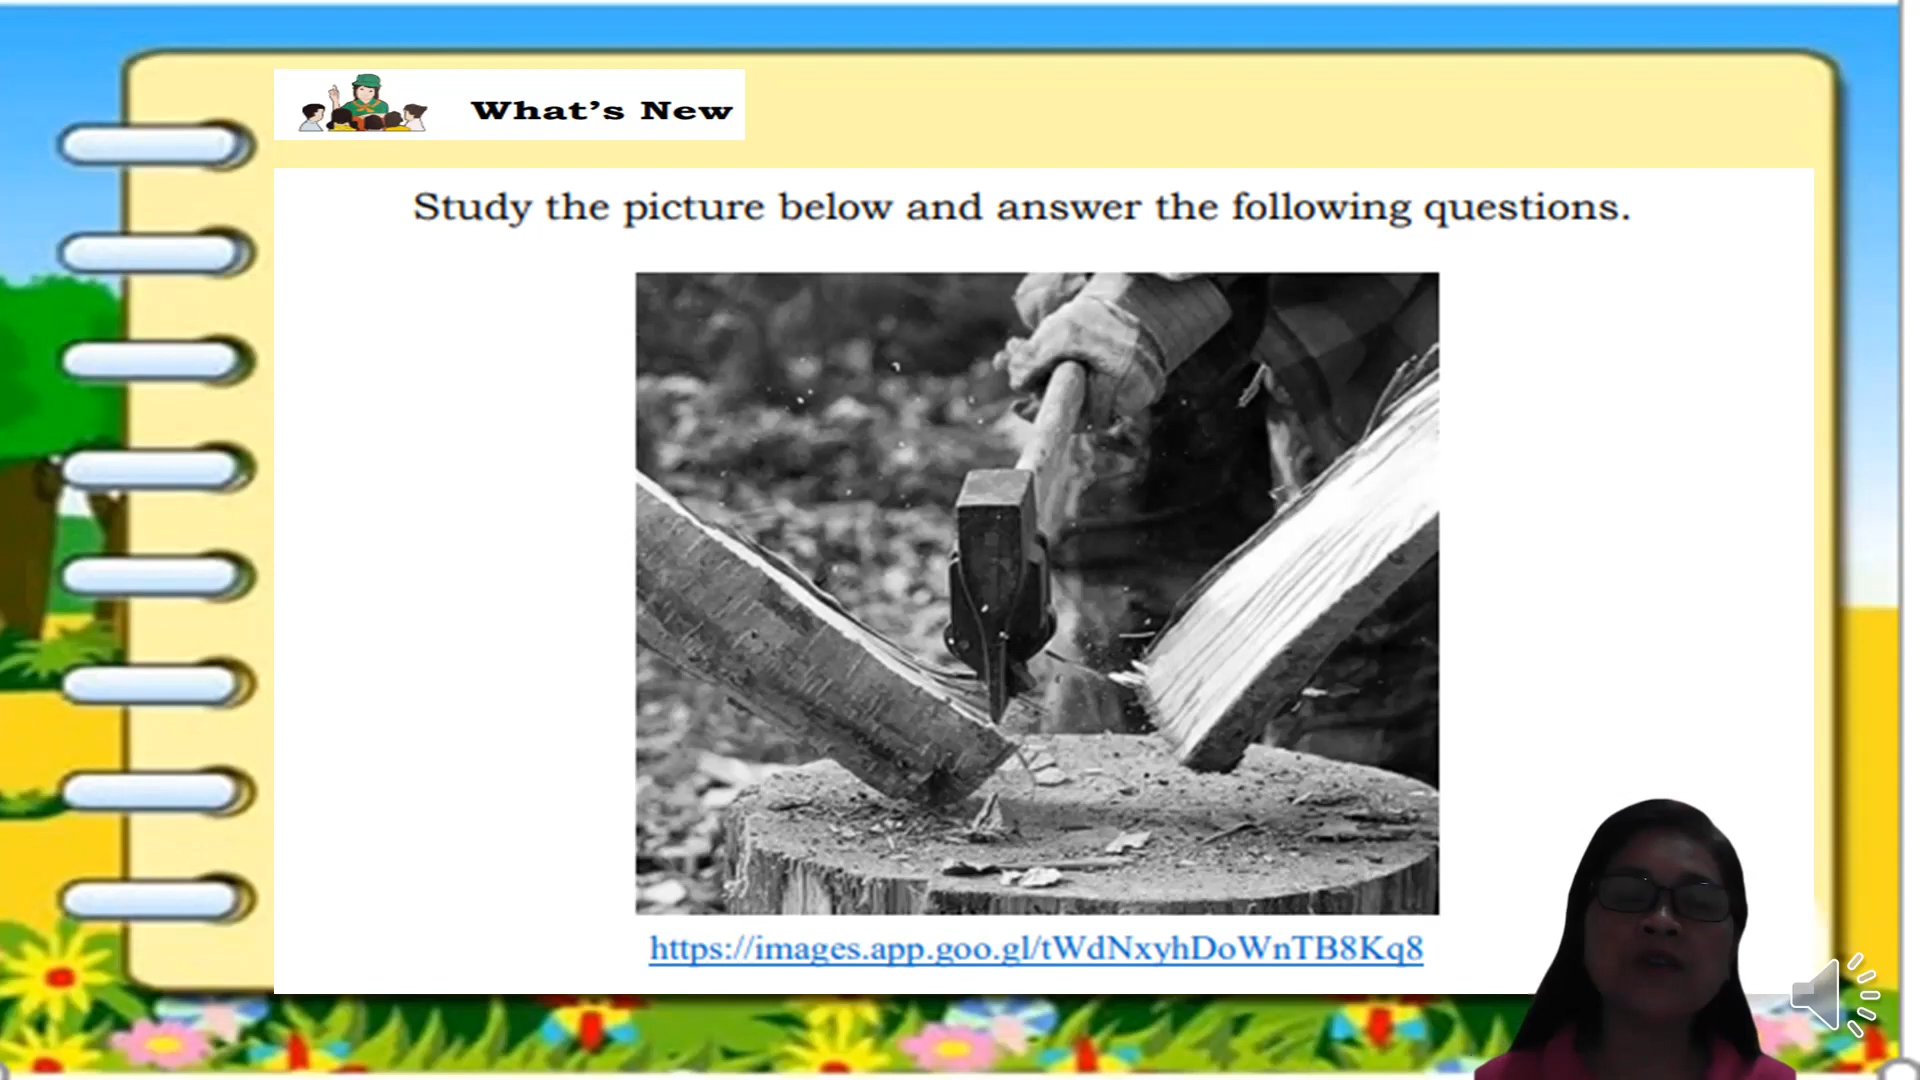 What's New
Study the picture below and answer the following questions.
https://images.app.goo.gl/tWdNxyhDoWnTB8Kq8